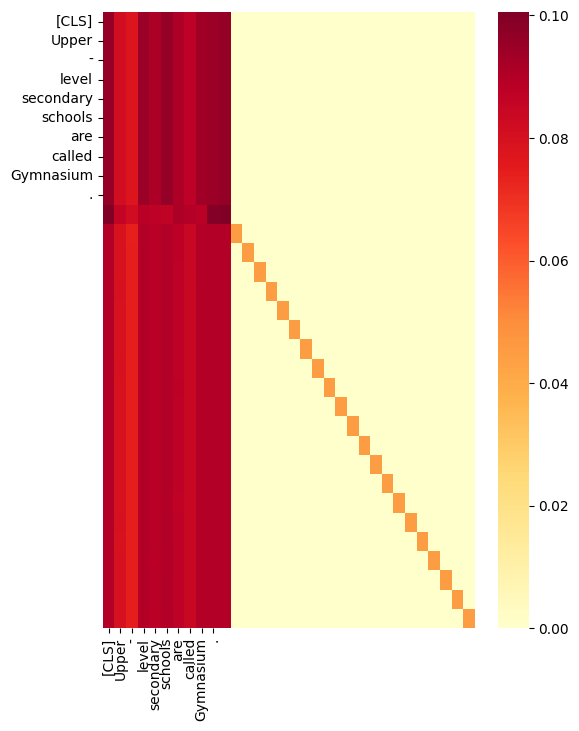 [CLS]
Upper
-
level
secondary
schools
are
called
Gymnasium
.
0.10
0.08
0.06
0.04
0.02
0.00
[CLS]
Upper
-
level
secondary
schools
are
called
Gymnasium
.